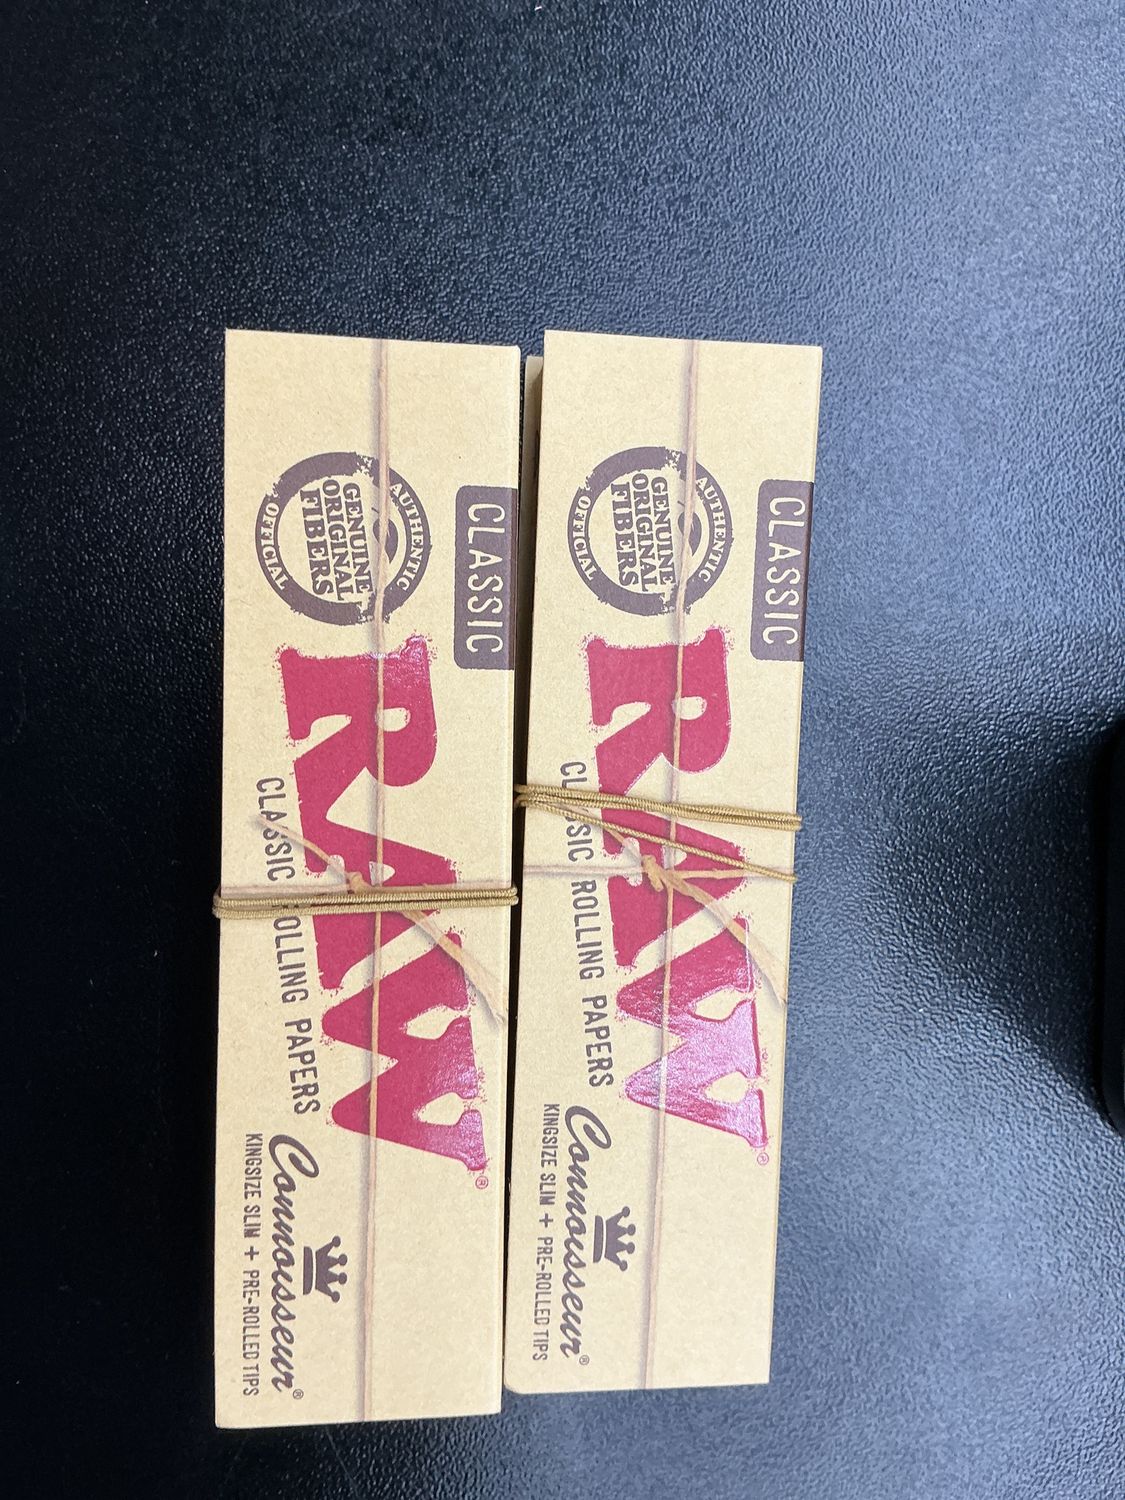 CLASSIC
AUTHENTIC
GENUINE
ORIGINAL
FIBERS
OFFICIAL
RAW®
CLASSIC ROLLING PAPERS
Connoisseur®
KINGSIZE SLIM + PRE-ROLLED TIPS
CLASSIC
AUTHENTIC
GENUINE
ORIGINAL
FIBERS
OFFICIAL
RAW®
CLASSIC ROLLING PAPERS
Connoisseur®
KINGSIZE SLIM + PRE-ROLLED TIPS